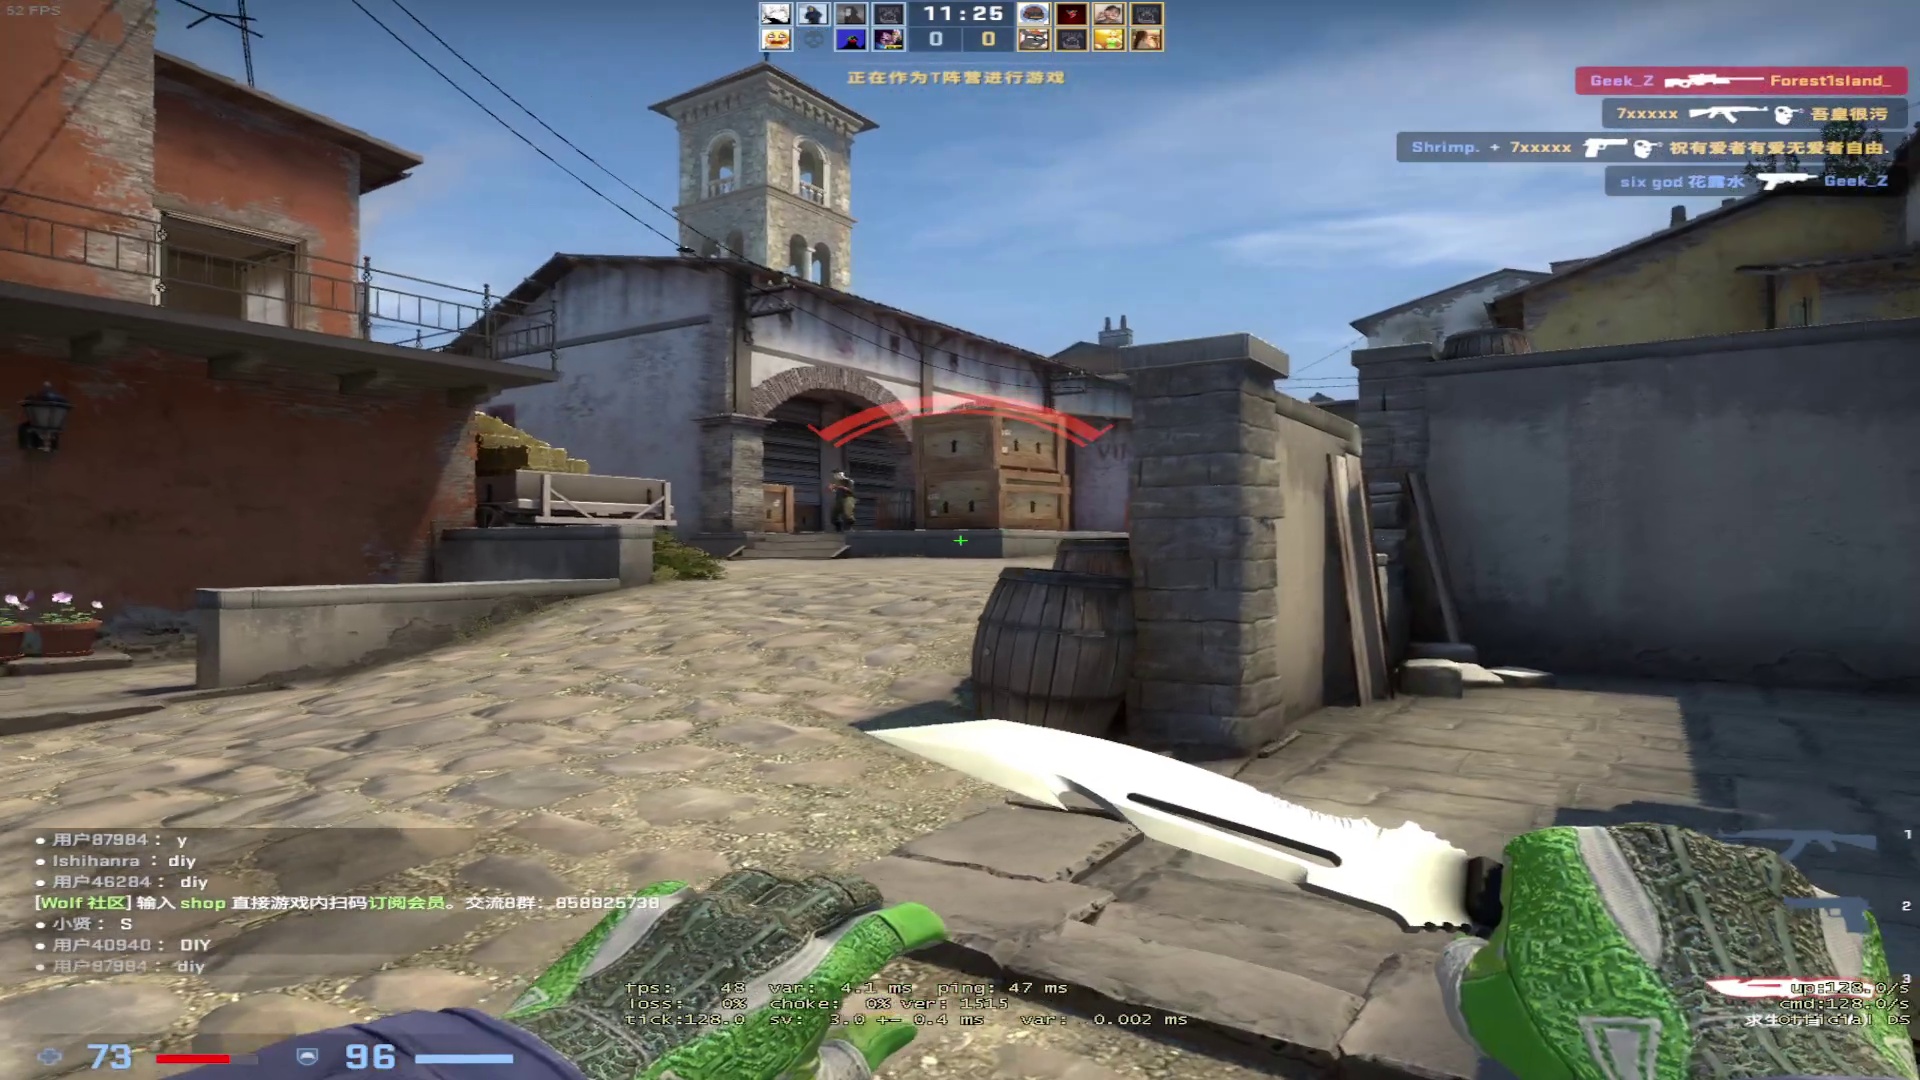 52 FPS
11:25
0 0
正在作为T阵营进行游戏
Geek_Z Forest1sland_
7xxxxx 吾皇很污
Shrimp. + 7xxxxx 祝有爱者有爱无爱者自由.
six god 花露水 Geek_Z
VII
用户87984： y
Ishihanra ： diy
用户46284： diy
[Wolf 社区] 输入 shop 直接游戏内扫码订阅会员。交流8群：858825738
小贤： S
用户40940： DIY
用户97984： diy
1
2
3
fps: 48 var: 4.1 ms ping: 47 ms
loss: 0% choke: 0% ver: 1515
tick:128.0 sv: 3.0 +- 0.4 ms var: 0.002 ms
up:128.0/s
cmd:128.0/s
Official DS
73 96